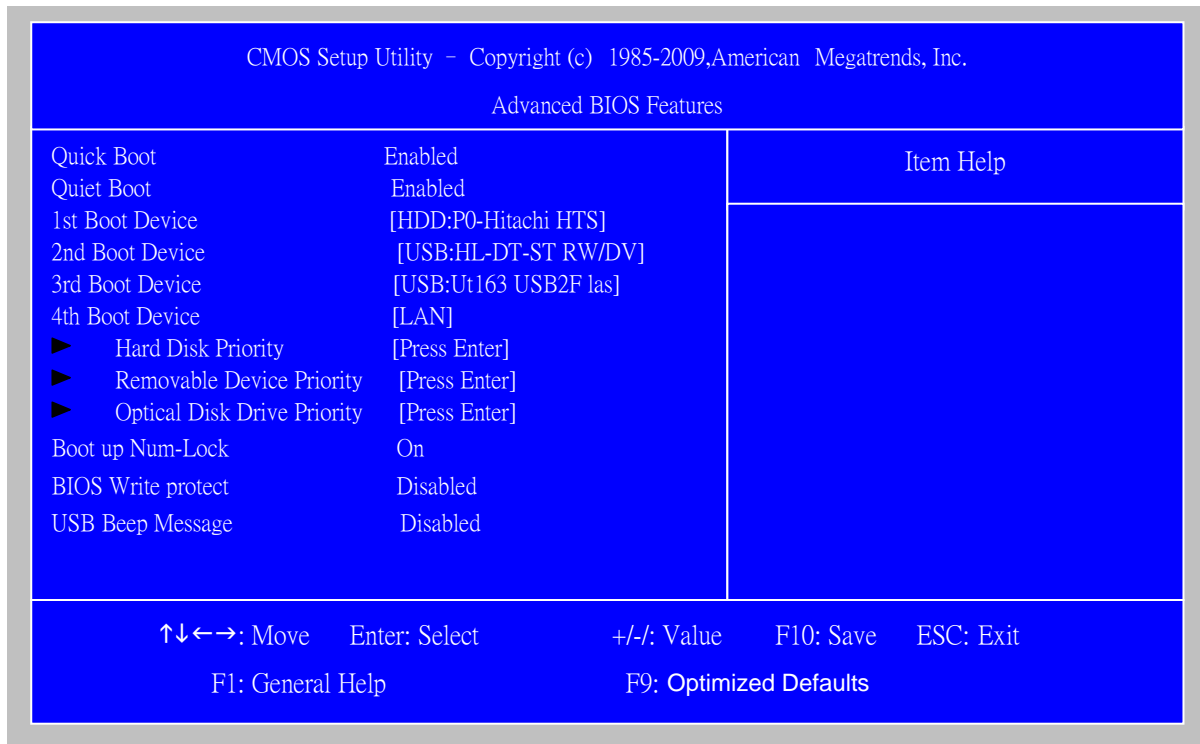 CMOS Setup Utility – Copyright (c) 1985-2009,American Megatrends, Inc.
Advanced BIOS Features
Quick Boot Enabled
Quiet Boot Enabled
1st Boot Device [HDD:P0-Hitachi HTS]
2nd Boot Device [USB:HL-DT-ST RW/DV]
3rd Boot Device [USB:Ut163 USB2F las]
4th Boot Device [LAN]
► Hard Disk Priority [Press Enter]
► Removable Device Priority [Press Enter]
► Optical Disk Drive Priority [Press Enter]
Boot up Num-Lock On
BIOS Write protect Disabled
USB Beep Message Disabled
Item Help
↑↓←→: Move Enter: Select +/-/: Value F10: Save ESC: Exit
F1: General Help F9: Optimized Defaults